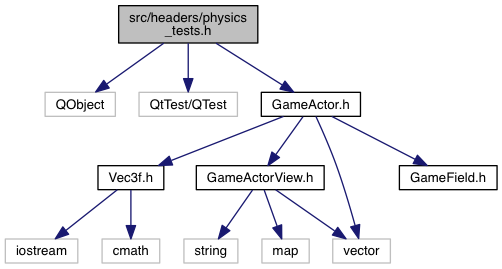 src/headers/physics
_tests.h
QObject
QtTest/QTest
GameActor.h
Vec3f.h
GameActorView.h
GameField.h
iostream
cmath
string
map
vector